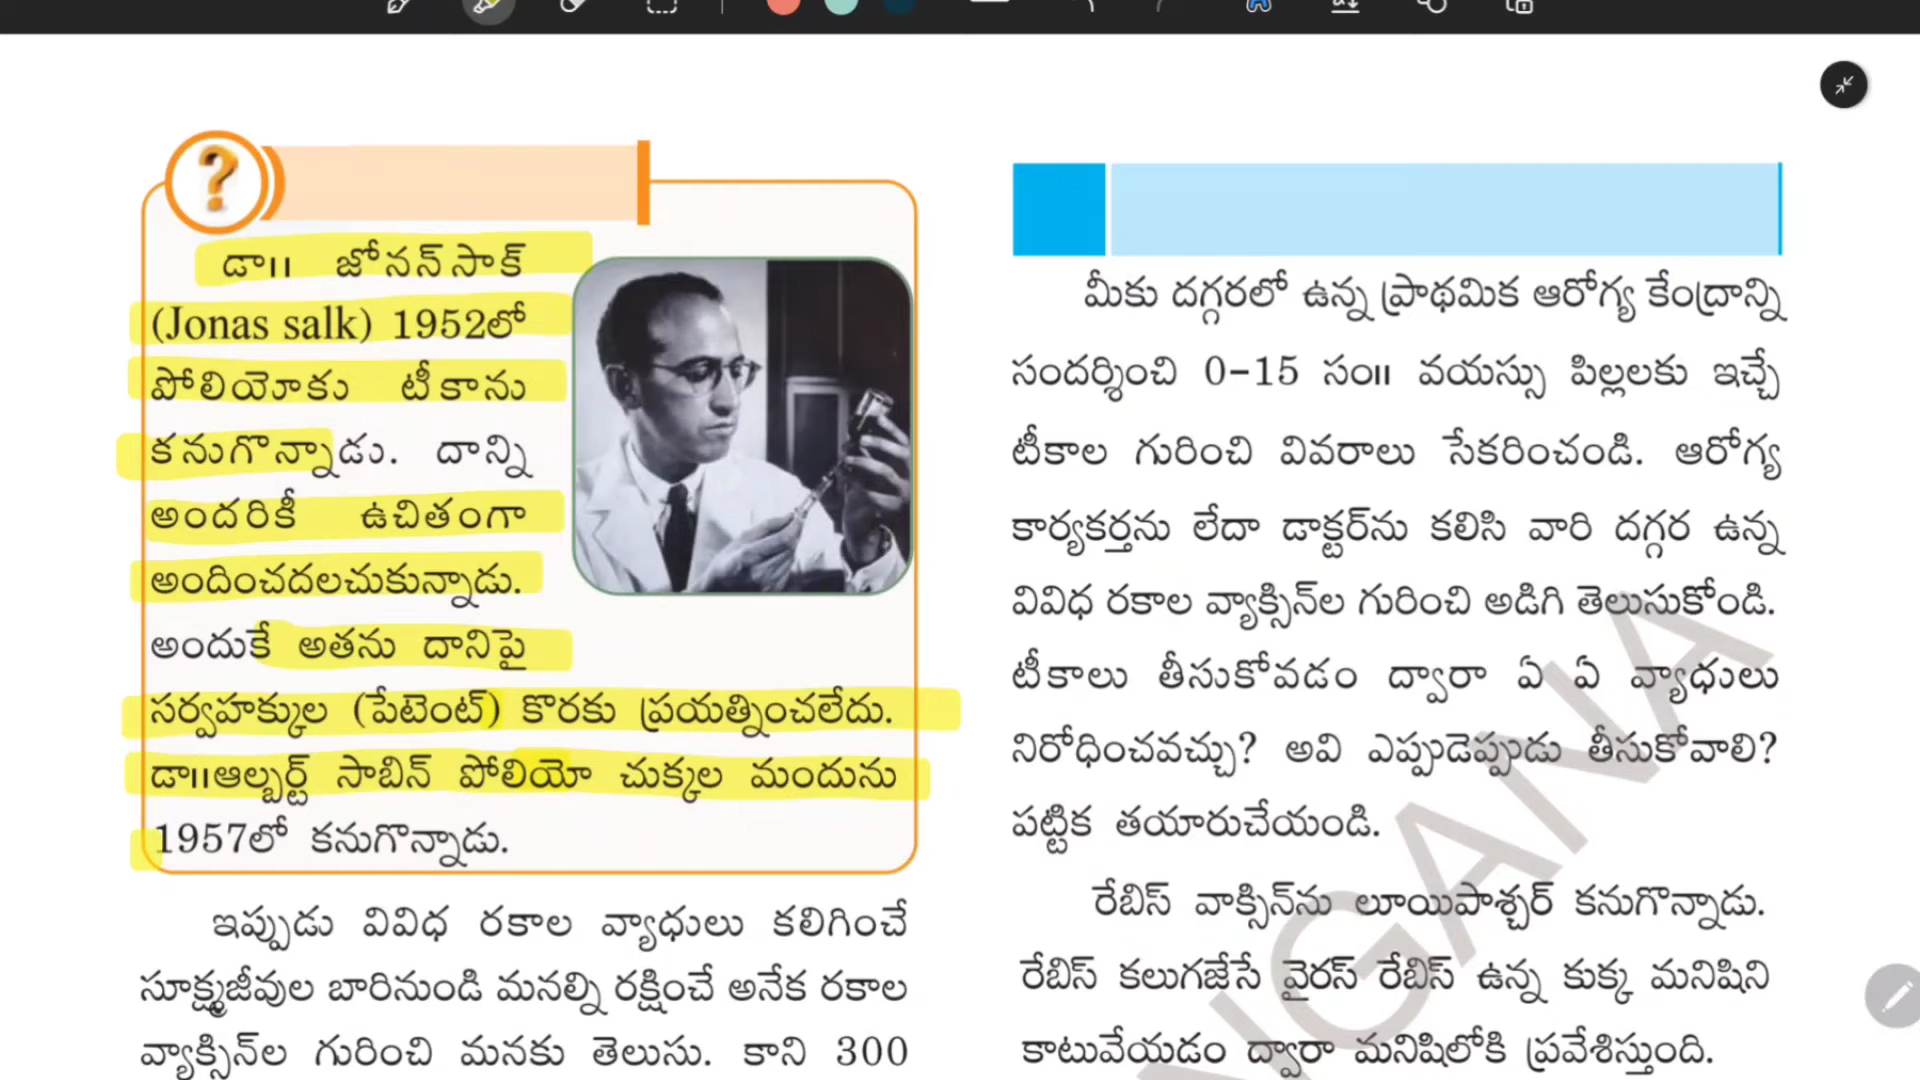 డా॥ జోనన్‌సాక్
(Jonas salk) 1952లో
పోలియోకు టీకాను
కనుగొన్నాడు. దాన్ని
అందరికీ ఉచితంగా
అందించదలచుకున్నాడు.
అందుకే అతను దానిపై
సర్వహక్కుల (పేటెంట్) కొరకు ప్రయత్నించలేదు.
డా॥ఆల్బర్ట్ సాబిన్ పోలియో చుక్కల మందును
1957లో కనుగొన్నాడు.
ఇప్పుడు వివిధ రకాల వ్యాధులు కలిగించే
సూక్ష్మజీవుల బారినుండి మనల్ని రక్షించే అనేక రకాల
వ్యాక్సిన్‌ల గురించి మనకు తెలుసు. కాని 300
మీకు దగ్గరలో ఉన్న ప్రాథమిక ఆరోగ్య కేంద్రాన్ని
సందర్శించి 0-15 సం॥ వయస్సు పిల్లలకు ఇచ్చే
టీకాల గురించి వివరాలు సేకరించండి. ఆరోగ్య
కార్యకర్తను లేదా డాక్టర్‌ను కలిసి వారి దగ్గర ఉన్న
వివిధ రకాల వ్యాక్సిన్‌ల గురించి అడిగి తెలుసుకోండి.
టీకాలు తీసుకోవడం ద్వారా ఏ ఏ వ్యాధులు
నిరోధించవచ్చు? అవి ఎప్పుడెప్పుడు తీసుకోవాలి?
పట్టిక తయారుచేయండి.
రేబిస్ వాక్సిన్‌ను లూయిపాశ్చర్ కనుగొన్నాడు.
రేబిస్ కలుగజేసే వైరస్ రేబిస్ ఉన్న కుక్క మనిషిని
కాటువేయడం ద్వారా మనిషిలోకి ప్రవేశిస్తుంది.
NGANA